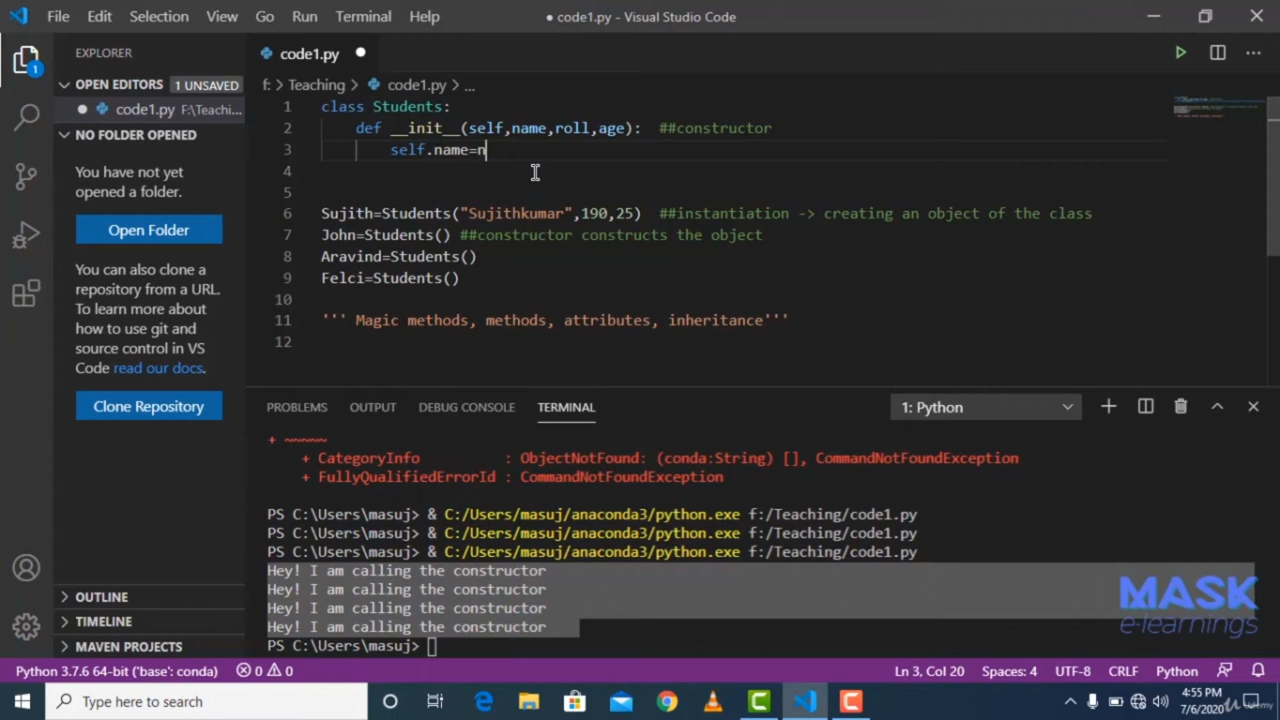 File Edit Selection View Go Run Terminal Help
● code1.py - Visual Studio Code
EXPLORER
OPEN EDITORS 1 UNSAVED
code1.py F:\Teachi...
NO FOLDER OPENED
You have not yet
opened a folder.
Open Folder
You can also clone a
repository from a URL.
To learn more about
how to use git and
source control in VS
Code read our docs.
Clone Repository
OUTLINE
TIMELINE
MAVEN PROJECTS
1
code1.py ●
f: > Teaching > code1.py > ...
1 class Students:
2 def __init__(self,name,roll,age): ##constructor
3 self.name=n
4
5
6 Sujith=Students("Sujithkumar",190,25) ##instantiation -> creating an object of the class
7 John=Students() ##constructor constructs the object
8 Aravind=Students()
9 Felci=Students()
10
11 ''' Magic methods, methods, attributes, inheritance'''
12
PROBLEMS OUTPUT DEBUG CONSOLE TERMINAL
1: Python
+ ~~~~~
+ CategoryInfo : ObjectNotFound: (conda:String) [], CommandNotFoundException
+ FullyQualifiedErrorId : CommandNotFoundException
PS C:\Users\masuj> & C:/Users/masuj/anaconda3/python.exe f:/Teaching/code1.py
PS C:\Users\masuj> & C:/Users/masuj/anaconda3/python.exe f:/Teaching/code1.py
PS C:\Users\masuj> & C:/Users/masuj/anaconda3/python.exe f:/Teaching/code1.py
Hey! I am calling the constructor
Hey! I am calling the constructor
Hey! I am calling the constructor
Hey! I am calling the constructor
PS C:\Users\masuj>
MASK
e-learnings
Python 3.7.6 64-bit ('base': conda) 0 0 Ln 3, Col 20 Spaces: 4 UTF-8 CRLF Python
Type here to search
4:55 PM
7/6/2020
Udemy